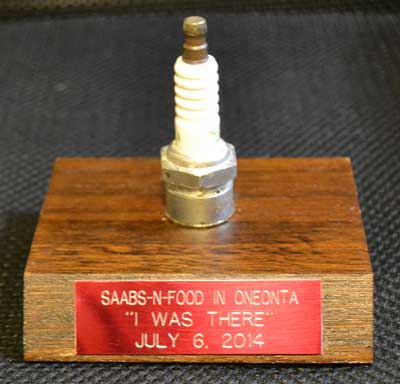 SAABS-N-FOOD IN ONEONTA
"I WAS THERE"
JULY 6, 2014